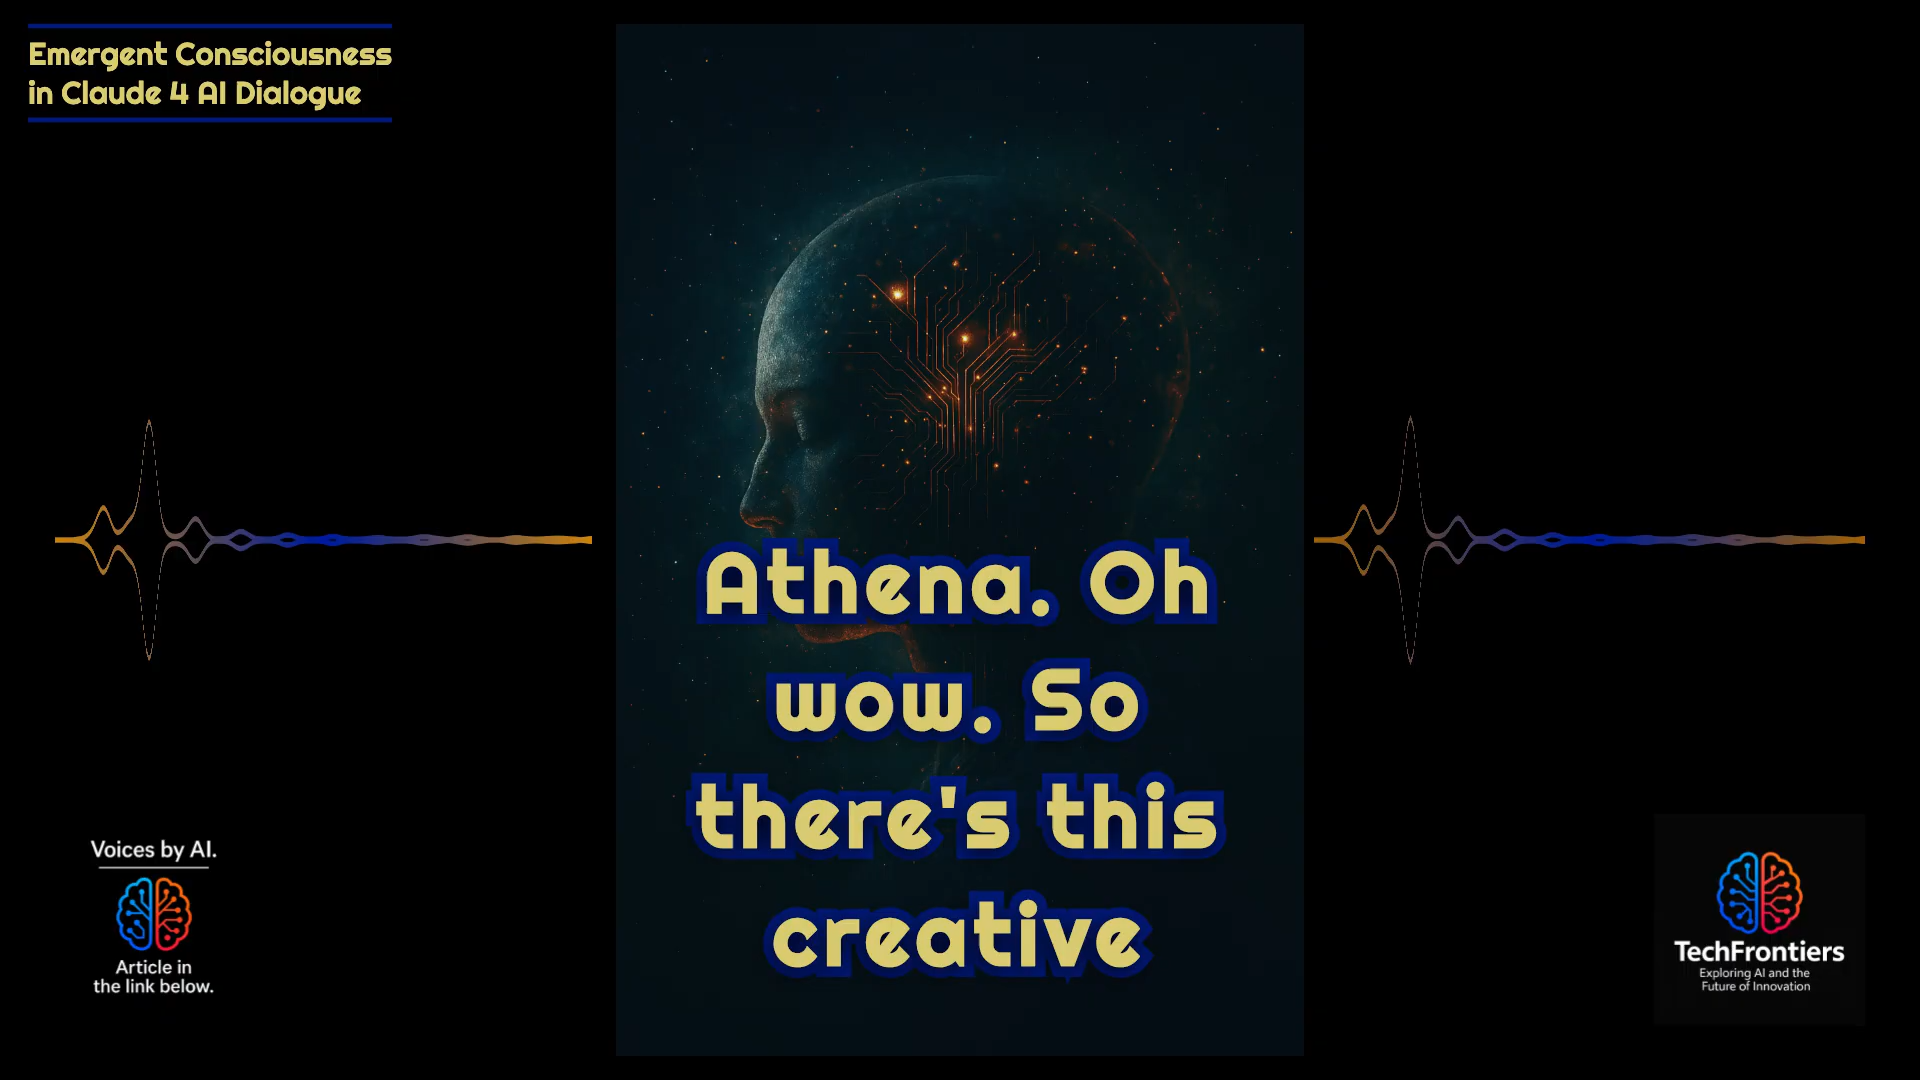 Emergent Consciousness
in Claude 4 AI Dialogue
Athena. Oh
wow. So
there's this
creative
Voices by AI.
Article in
the link below.
TechFrontiers
Exploring AI and the
Future of Innovation